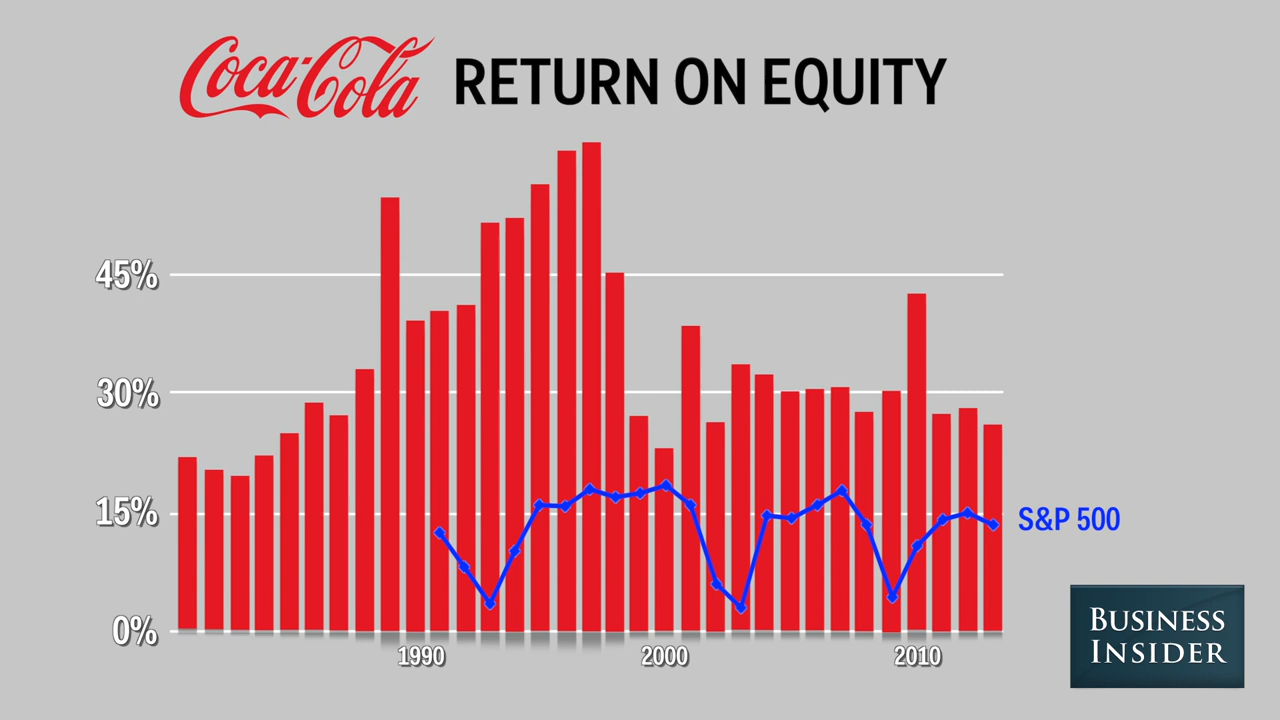 Coca-Cola RETURN ON EQUITY
45%
30%
15%
0%
S&P 500
1990 2000 2010
BUSINESS
INSIDER